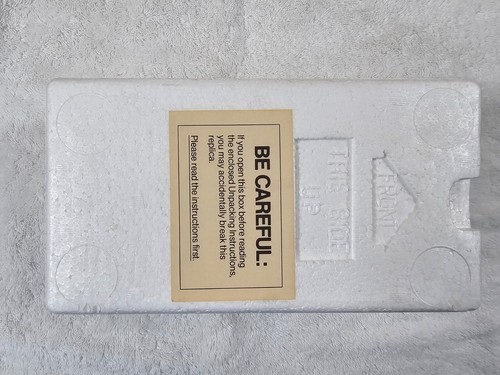 BE CAREFUL:
If you open this box before reading
the enclosed Unpacking Instructions,
you may accidentally break this
replica.
Please read the instructions first.
THIS SIDE
UP